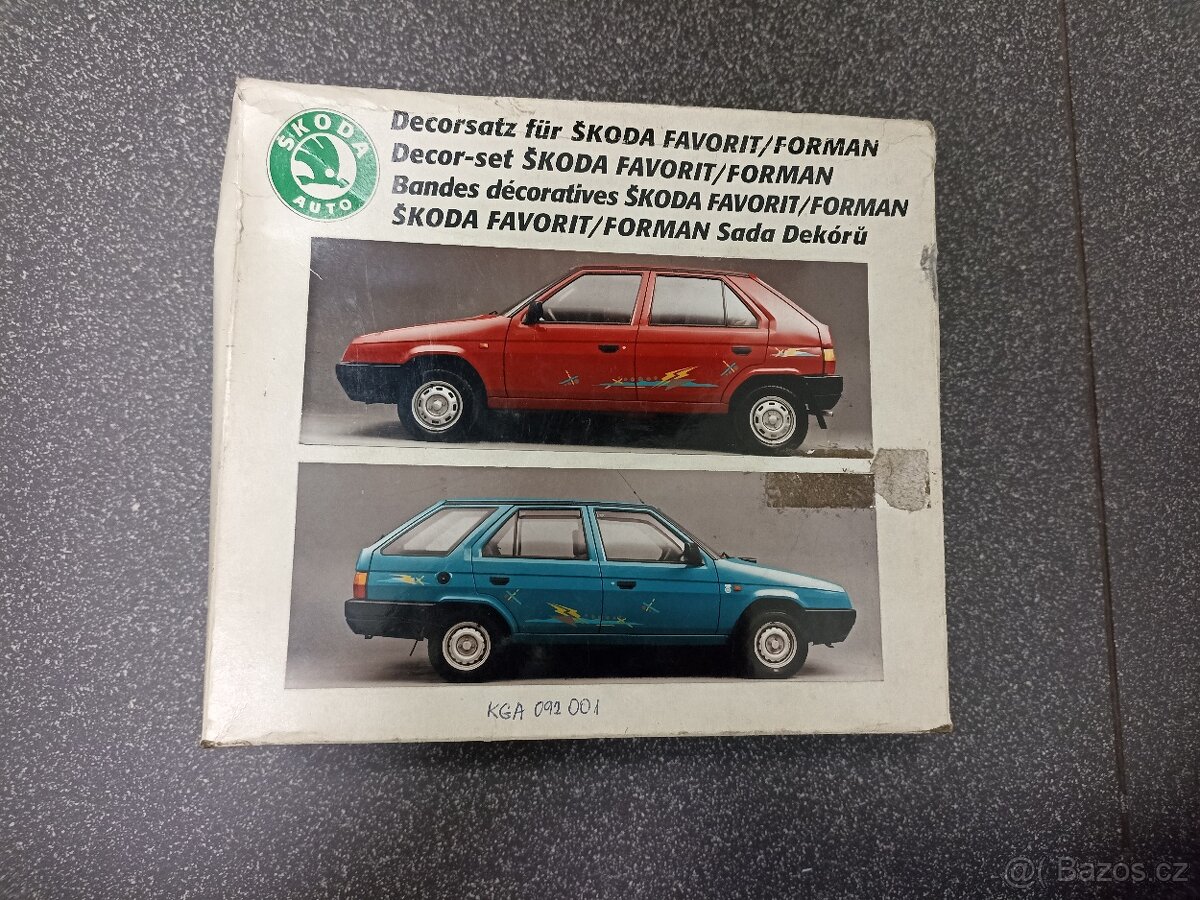 ŠKODA
AUTO
Decorsatz für ŠKODA FAVORIT/FORMAN
Decor-set ŠKODA FAVORIT/FORMAN
Bandes décoratives ŠKODA FAVORIT/FORMAN
ŠKODA FAVORIT/FORMAN Sada Dekórů
KGA 092 001
@( Bazos.cz